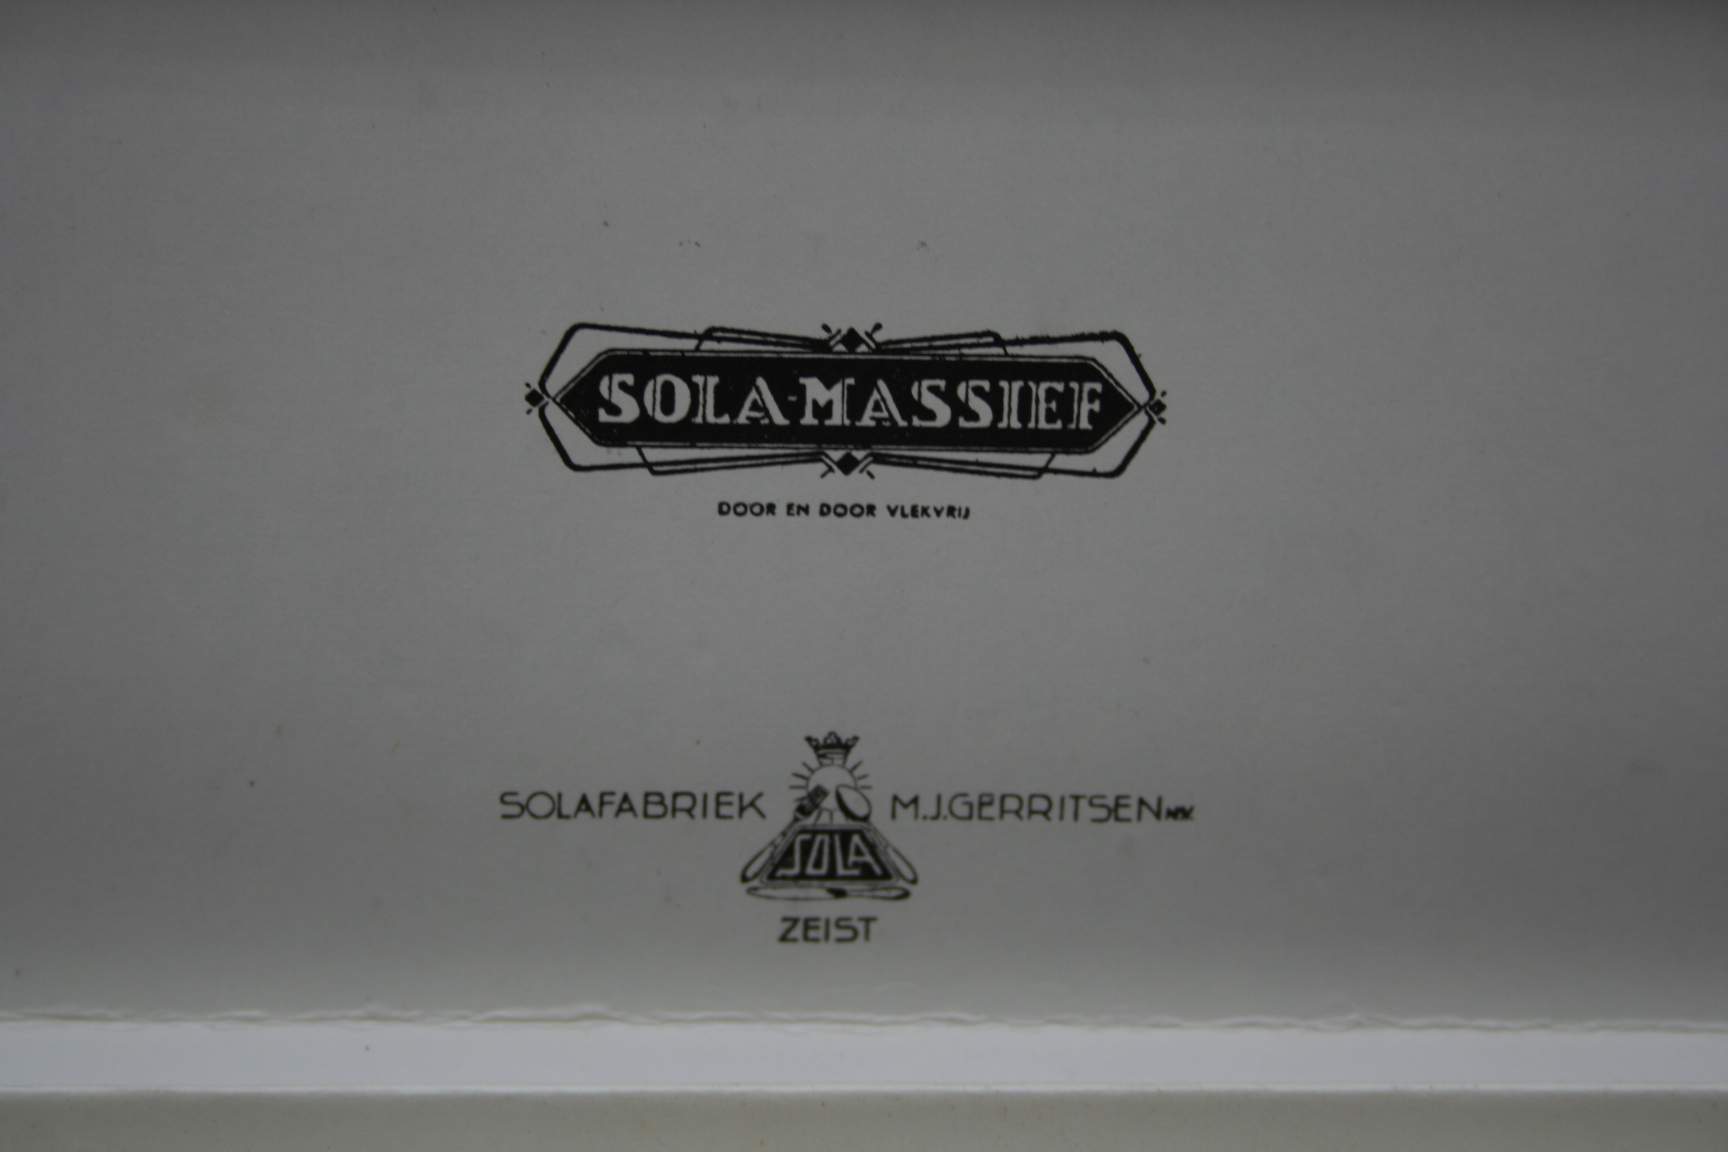 SOLA-MASSIEF
DOOR EN DOOR VLEKVRIJ
SOLAFABRIEK M.J.GERRITSEN N.V.
SOLA
ZEIST